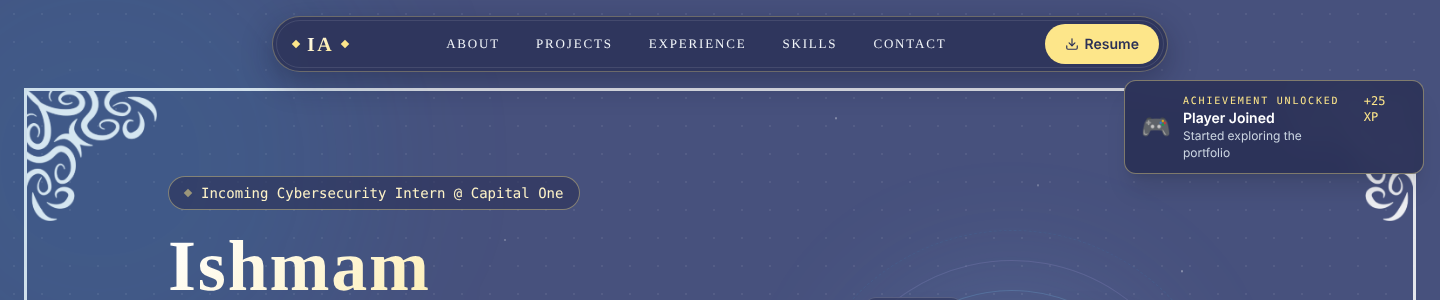 IA
ABOUT
PROJECTS
EXPERIENCE
SKILLS
CONTACT
Resume
ACHIEVEMENT UNLOCKED
Player Joined
Started exploring the
portfolio
+25
XP
Incoming Cybersecurity Intern @ Capital One
Ishmam